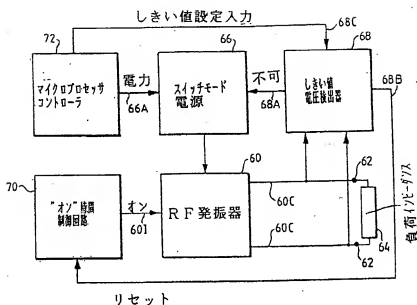 しきい値設定入力
72
66
68C
68
マイクロプロセッサ
コントローラ
電力
66A
スイッチモード
電源
不可
68A
しきい値
電圧検出器
68B
70
60
62
"オン"時間
制御回路
オン
601
RF発振器
60C
60C
62
64
負荷インピーダンス
リセット